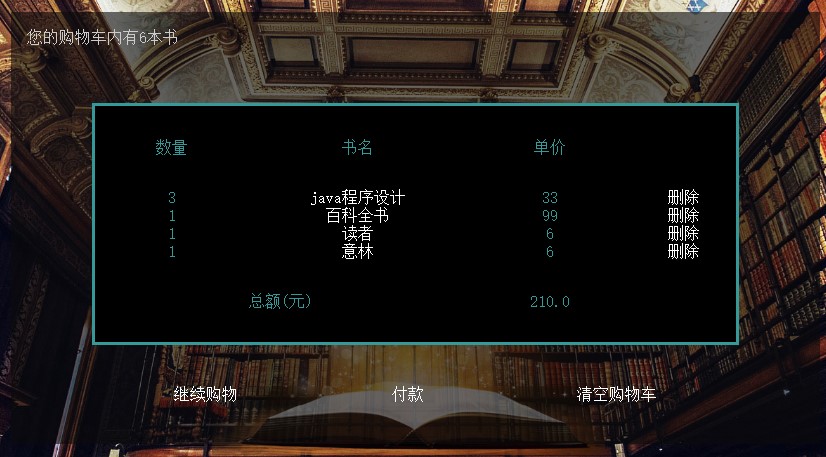 您的购物车内有6本书
数量 书名 单价
3 java程序设计 33 删除
1 百科全书 99 删除
1 读者 6 删除
1 意林 6 删除
总额(元) 210.0
继续购物 付款 清空购物车